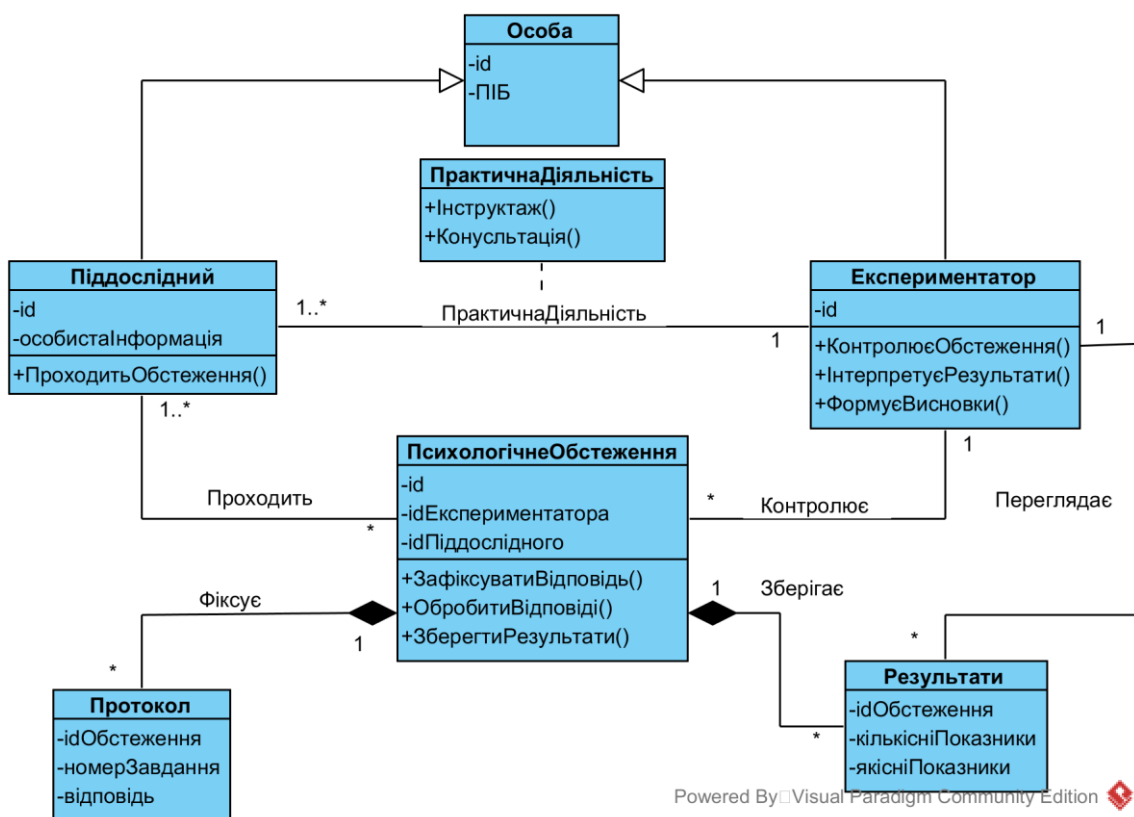 Особа
-id
-ПІБ
ПрактичнаДіяльність
+Інструктаж()
+Конусльтація()
Піддослідний
-id
-особистаІнформація
+ПроходитьОбстеження()
Експериментатор
-id
+КонтролюєОбстеження()
+ІнтерпретуєРезультати()
+ФормуєВисновки()
1..*
ПрактичнаДіяльність
1
1
1..*
1
ПсихологічнеОбстеження
-id
-idЕкспериментатора
-idПіддослідного
+ЗафіксуватиВідповідь()
+ОбробитиВідповіді()
+ЗберегтиРезультати()
Проходить
*
*
Контролює
Переглядає
Фіксує
1
1
Зберігає
*
*
*
Протокол
-idОбстеження
-номерЗавдання
-відповідь
Результати
-idОбстеження
-кількісніПоказники
-якісніПоказники
Powered By□Visual Paradigm Community Edition